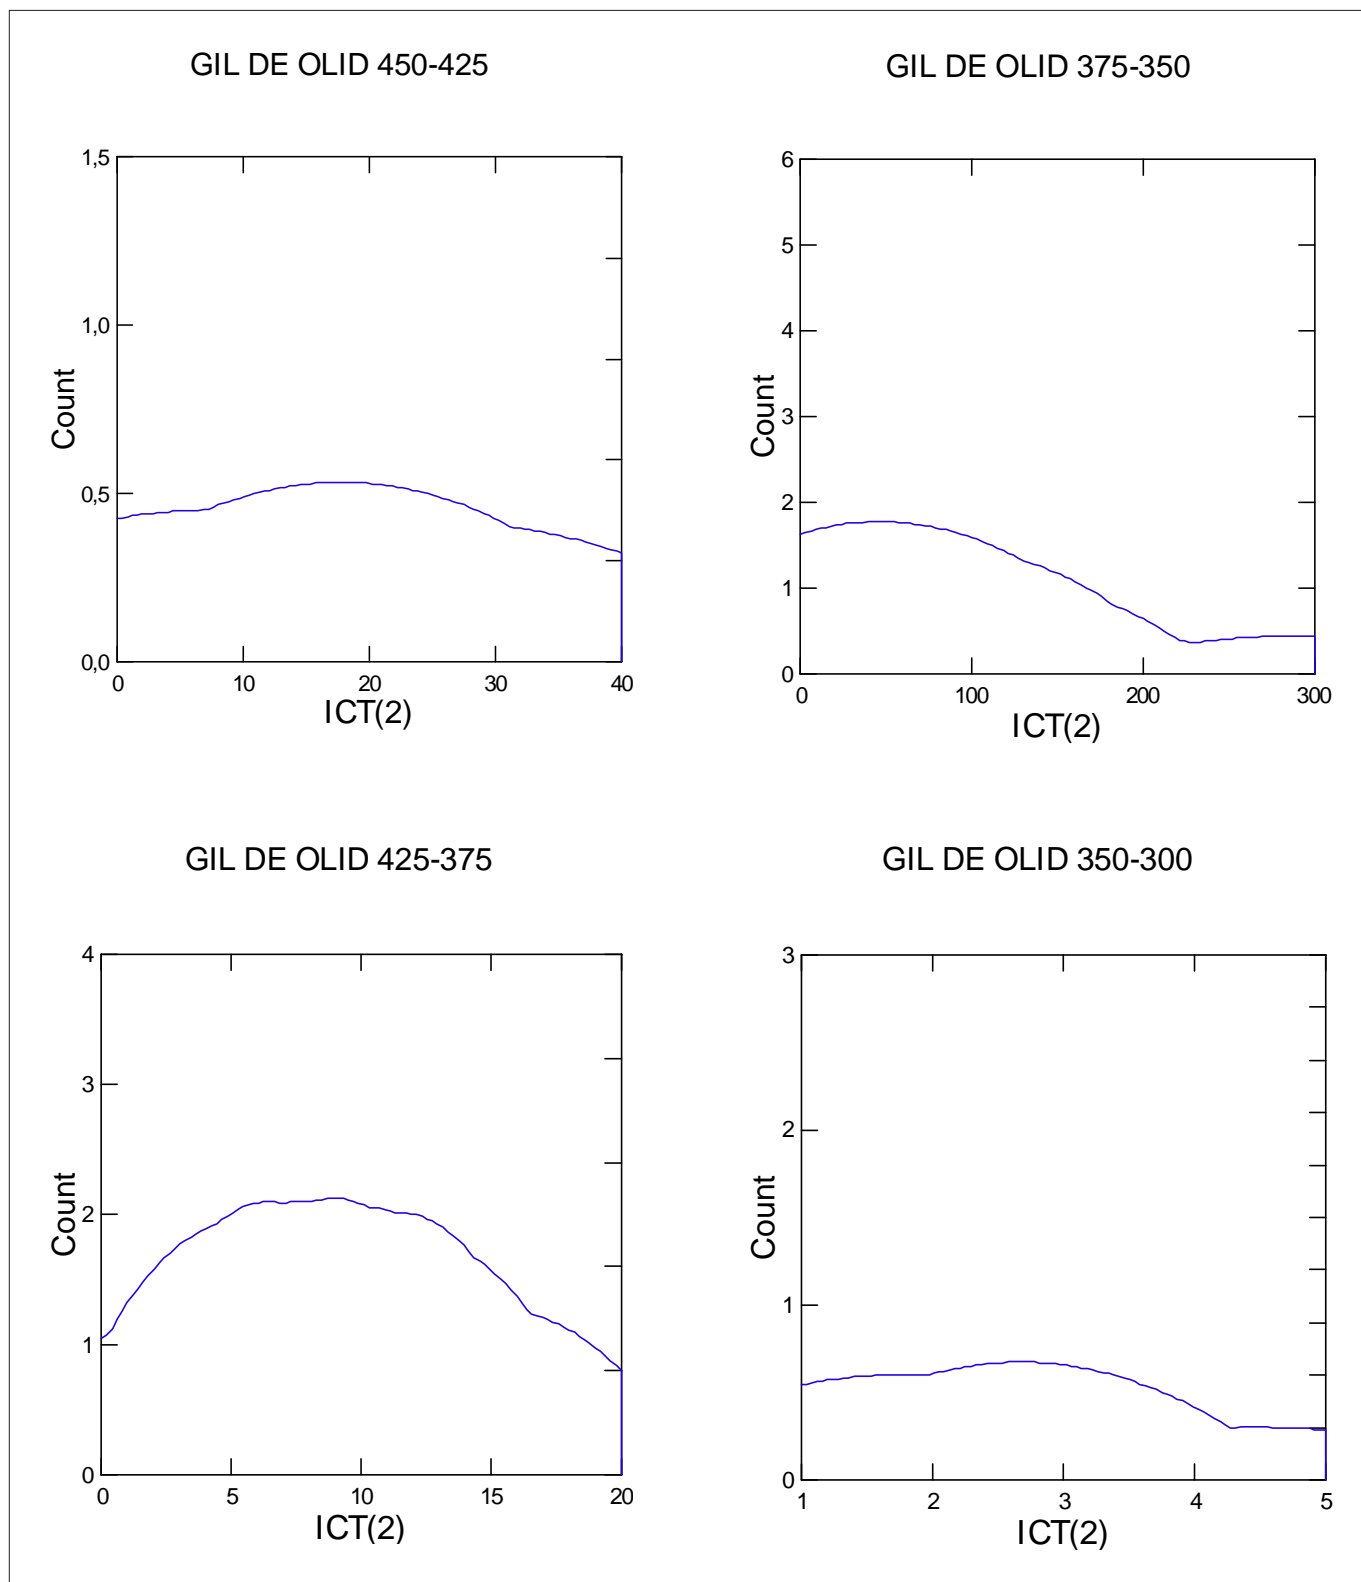 GIL DE OLID 450-425
1,5
1,0
0,5
0,0
Count
0 10 20 30 40
ICT(2)
GIL DE OLID 375-350
6
5
4
3
2
1
0
Count
0 100 200 300
ICT(2)
GIL DE OLID 425-375
4
3
2
1
0
Count
0 5 10 15 20
ICT(2)
GIL DE OLID 350-300
3
2
1
0
Count
1 2 3 4 5
ICT(2)